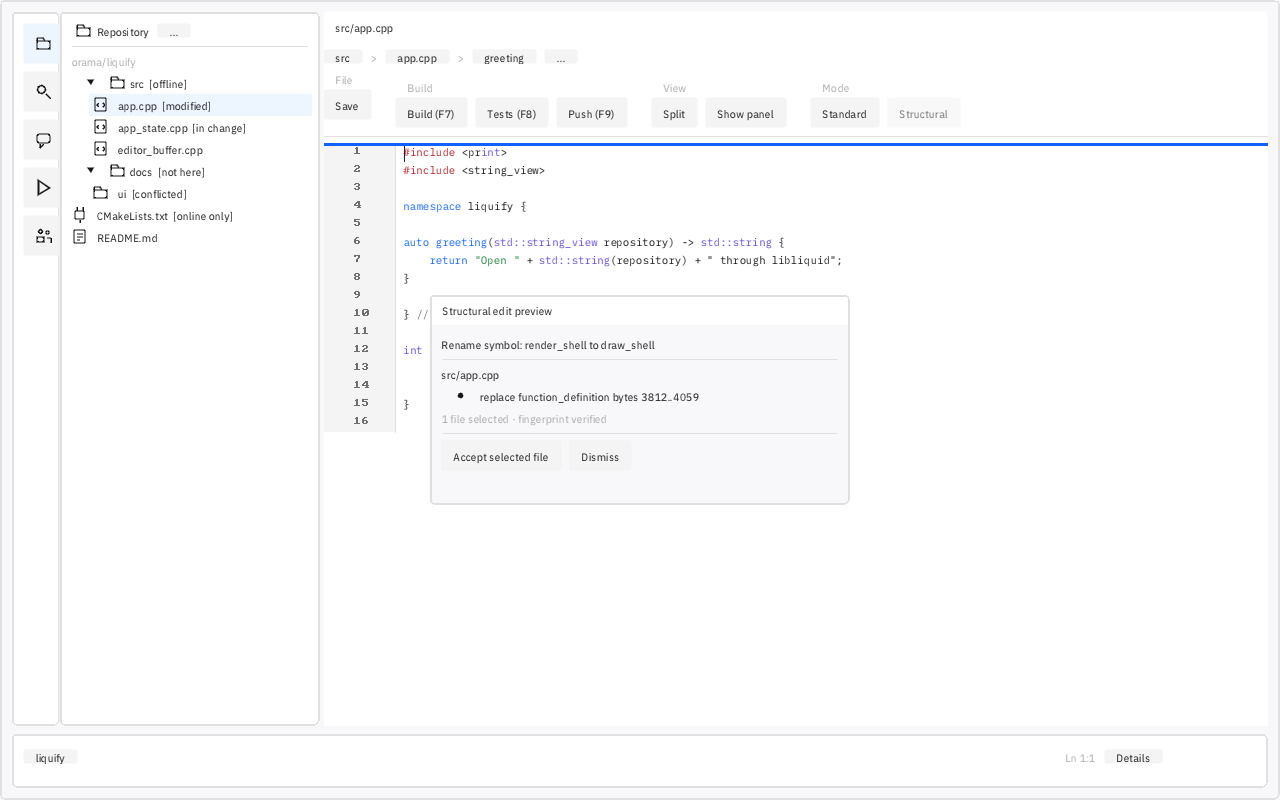 Repository ...
orama/liquify
src [offline]
app.cpp [modified]
app_state.cpp [in change]
editor_buffer.cpp
docs [not here]
ui [conflicted]
CMakeLists.txt [online only]
README.md
src/app.cpp
src > app.cpp > greeting ...
File Build View Mode
Save Build (F7) Tests (F8) Push (F9) Split Show panel Standard Structural
1 #include <print>
2 #include <string_view>
3
4 namespace liquify {
5
6 auto greeting(std::string_view repository) -> std::string {
7 return "Open " + std::string(repository) + " through libliquid";
8 }
9
10 } //
11
12 int
13
14
15 }
16
Structural edit preview
Rename symbol: render_shell to draw_shell
src/app.cpp
replace function_definition bytes 3812..4059
1 file selected · fingerprint verified
Accept selected file Dismiss
liquify Ln 1:1 Details